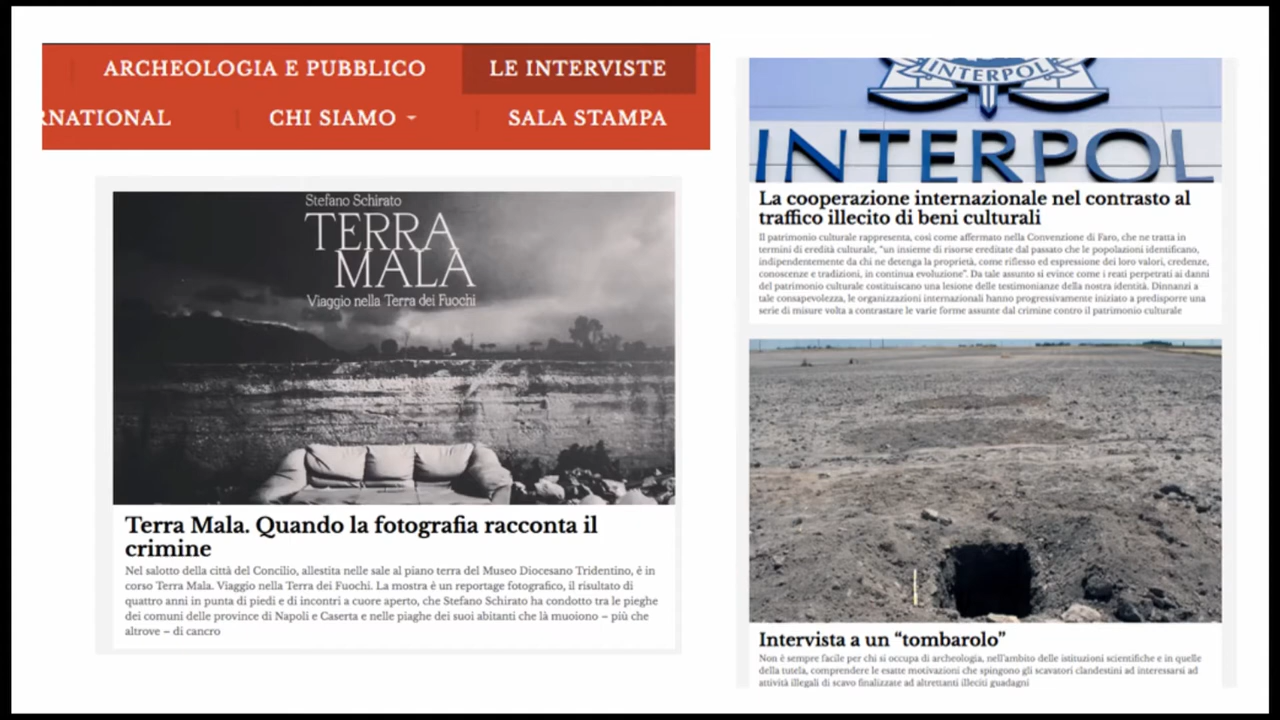 ARCHEOLOGIA E PUBBLICO
LE INTERVISTE
RNATIONAL
CHI SIAMO
SALA STAMPA
Stefano Schirato
TERRA
MALA
Viaggio nella Terra dei Fuochi
Terra Mala. Quando la fotografia racconta il
crimine
Nel salotto della città del Concilio, allestita nelle sale al piano terra del Museo Diocesano Tridentino, è in
corso Terra Mala. Viaggio nella Terra dei Fuochi. La mostra è un reportage fotografico, il risultato di
quattro anni in punta di piedi e di incontri a cuore aperto, che Stefano Schirato ha condotto tra le pieghe
dei comuni delle province di Napoli e Caserta e nelle piaghe dei suoi abitanti che là muoiono – più che
altrove – di cancro
INTERPOL
INTERPOL
La cooperazione internazionale nel contrasto al
traffico illecito di beni culturali
Il patrimonio culturale rappresenta, così come affermato nella Convenzione di Faro, che ne tratta in
termini di eredità culturale, “un insieme di risorse ereditate dal passato che le popolazioni identificano,
indipendentemente da chi ne detenga la proprietà, come riflesso ed espressione dei loro valori, credenze,
conoscenze e tradizioni, in continua evoluzione”. Da tale assunto si evince come i reati perpetrati ai danni
del patrimonio culturale costituiscano una lesione delle testimonianze della nostra identità. Dinnanzi a
tale consapevolezza, le organizzazioni internazionali hanno progressivamente iniziato a predisporre una
serie di misure volta a contrastare le varie forme assunte dal crimine contro il patrimonio culturale
Intervista a un “tombarolo”
Non è sempre facile per chi si occupa di archeologia, nell'ambito delle istituzioni scientifiche e in quelle
della tutela, comprendere le esatte motivazioni che spingono gli scavatori clandestini ad interessarsi ad
attività illegali di scavo finalizzate ad altrettanti illeciti guadagni